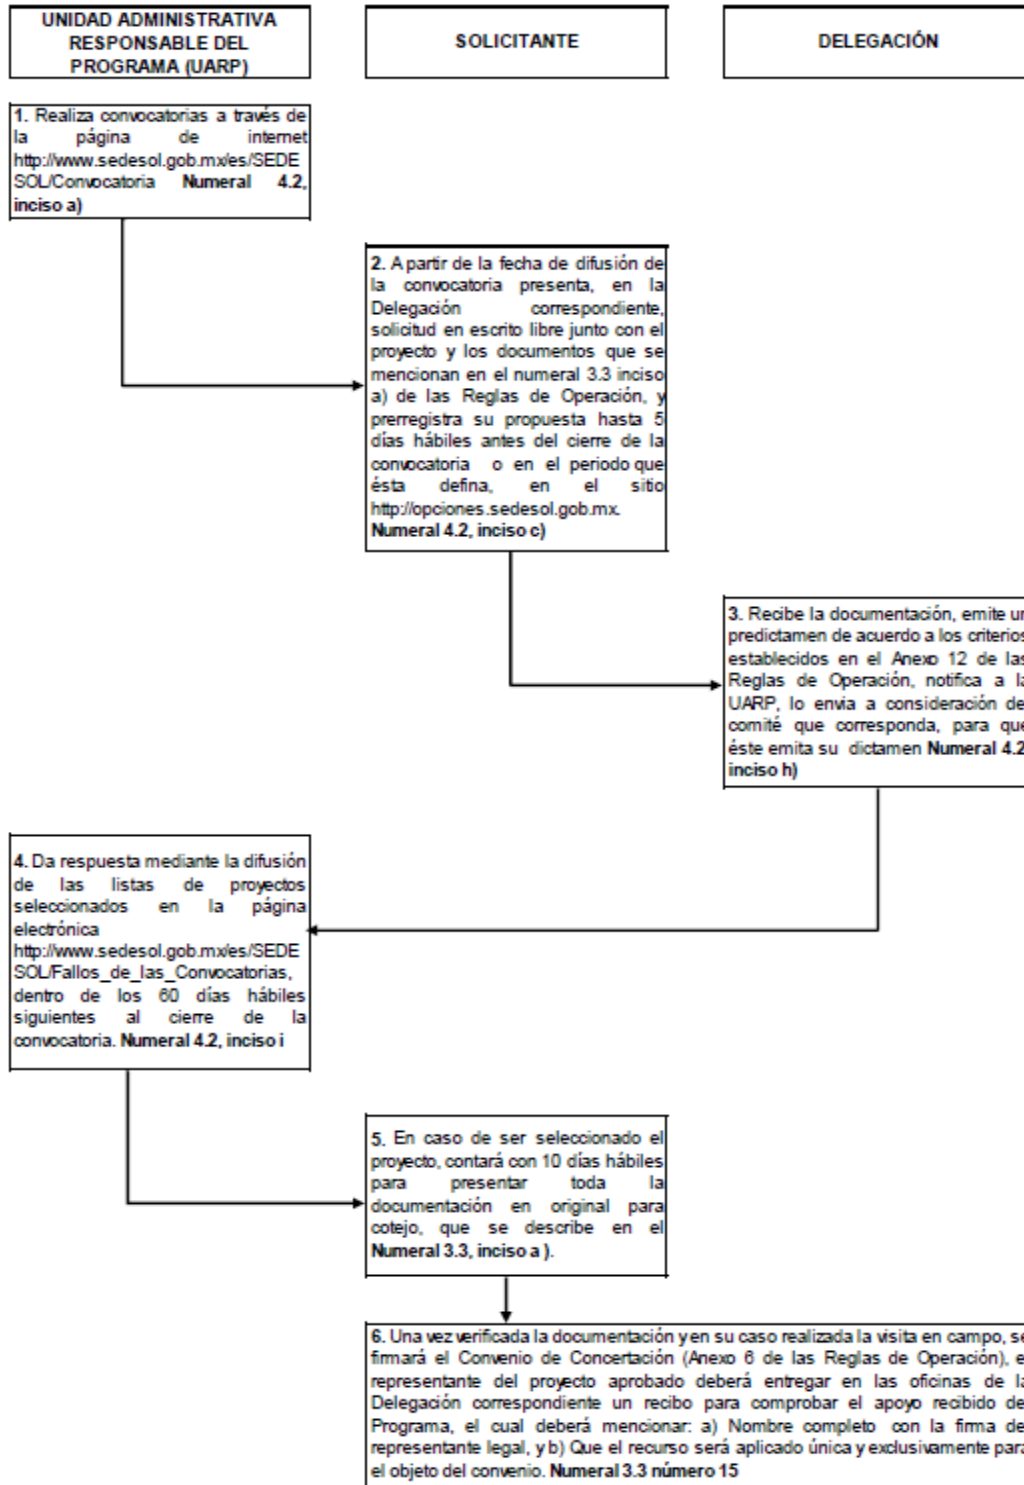 UNIDAD ADMINISTRATIVA
RESPONSABLE DEL
PROGRAMA (UARP)
SOLICITANTE
DELEGACIÓN
1. Realiza convocatorias a través de
la página de internet
http://www.sedesol.gob.mx/es/SEDE
SOL/Convocatoria Numeral 4.2,
inciso a)
2. A partir de la fecha de difusión de
la convocatoria presenta, en la
Delegación correspondiente,
solicitud en escrito libre junto con el
proyecto y los documentos que se
mencionan en el numeral 3.3 inciso
a) de las Reglas de Operación, y
prerregistra su propuesta hasta 5
días hábiles antes del cierre de la
convocatoria o en el periodo que
ésta defina, en el sitio
http://opciones.sedesol.gob.mx.
Numeral 4.2, inciso c)
3. Recibe la documentación, emite un
predictamen de acuerdo a los criterios
establecidos en el Anexo 12 de las
Reglas de Operación, notifica a la
UARP, lo envia a consideración de
comité que corresponda, para que
éste emita su dictamen Numeral 4.2
inciso h)
4. Da respuesta mediante la difusión
de las listas de proyectos
seleccionados en la página
electrónica
http://www.sedesol.gob.mx/es/SEDE
SOL/Fallos_de_las_Convocatorias,
dentro de los 60 días hábiles
siguientes al cierre de la
convocatoria. Numeral 4.2, inciso i
5. En caso de ser seleccionado el
proyecto, contará con 10 días hábiles
para presentar toda la
documentación en original para
cotejo, que se describe en el
Numeral 3.3, inciso a ).
6. Una vez verificada la documentación y en su caso realizada la visita en campo, se
firmará el Convenio de Concertación (Anexo 6 de las Reglas de Operación), e
representante del proyecto aprobado deberá entregar en las oficinas de la
Delegación correspondiente un recibo para comprobar el apoyo recibido de
Programa, el cual deberá mencionar: a) Nombre completo con la firma de
representante legal, y b) Que el recurso será aplicado única y exclusivamente para
el objeto del convenio. Numeral 3.3 número 15